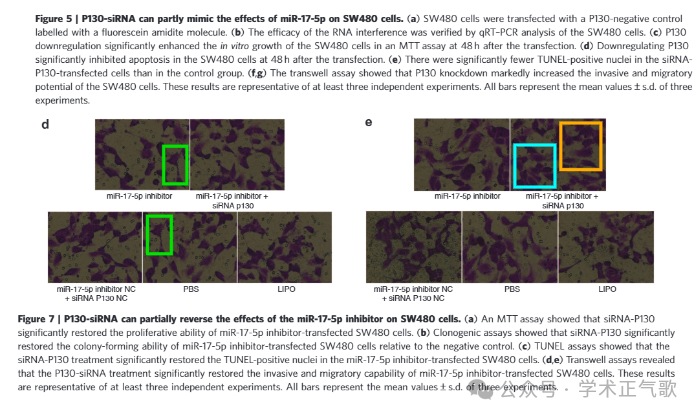 Figure 5 | P130-siRNA can partly mimic the effects of miR-17-5p on SW480 cells. (a) SW480 cells were transfected with a P130-negative control
labelled with a fluorescein amidite molecule. (b) The efficacy of the RNA interference was verified by qRT–PCR analysis of the SW480 cells. (c) P130
downregulation significantly enhanced the in vitro growth of the SW480 cells in an MTT assay at 48 h after the transfection. (d) Downregulating P130
significantly inhibited apoptosis in the SW480 cells at 48 h after the transfection. (e) There were significantly fewer TUNEL-positive nuclei in the siRNA-
P130-transfected cells than in the control group. (f,g) The transwell assay showed that P130 knockdown markedly increased the invasive and migratory
potential of the SW480 cells. These results are representative of at least three independent experiments. All bars represent the mean values ± s.d. of three
experiments.
d
e
miR-17-5p inhibitor
miR-17-5p inhibitor +
siRNA p130
miR-17-5p inhibitor
miR-17-5p inhibitor +
siRNA p130
miR-17-5p inhibitor NC
+ siRNA P130 NC
PBS
LIPO
miR-17-5p inhibitor NC
+ siRNA P130 NC
PBS
LIPO
Figure 7 | P130-siRNA can partially reverse the effects of the miR-17-5p inhibitor on SW480 cells. (a) An MTT assay showed that siRNA-P130
significantly restored the proliferative ability of miR-17-5p inhibitor-transfected SW480 cells. (b) Clonogenic assays showed that siRNA-P130 significantly
restored the colony-forming ability of miR-17-5p inhibitor-transfected SW480 cells relative to the negative control. (c) TUNEL assays showed that the
siRNA-P130 treatment significantly restored the TUNEL-positive nuclei in the miR-17-5p inhibitor-transfected SW480 cells. (d,e) Transwell assays revealed
that the P130-siRNA treatment significantly restored the invasive and migratory capability of miR-17-5p inhibitor-transfected SW480 cells. These results
are representative of at least three independent experiments. All bars represent the mean values ± s.d. of three experiments.
公众号 · 学术正气歌